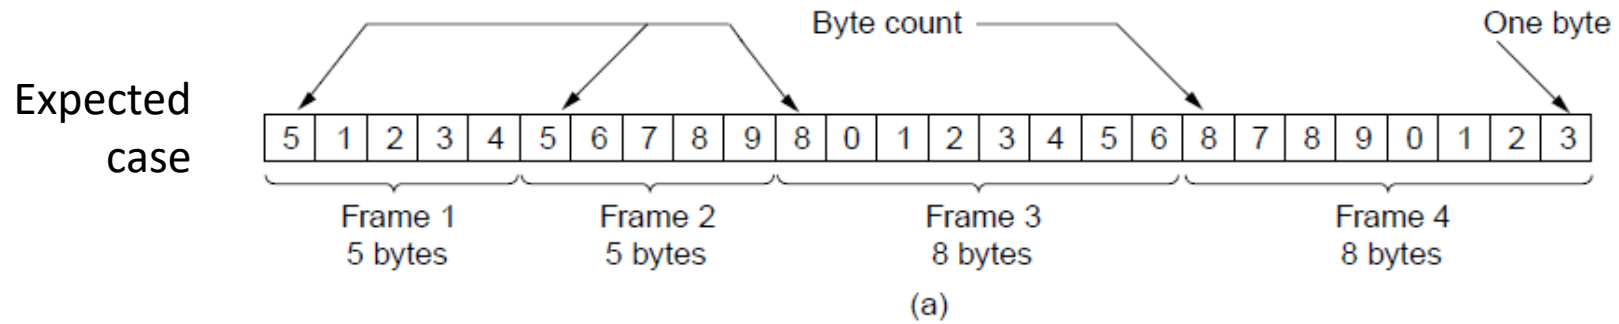 Byte count
One byte
Expected
case
5 1 2 3 4 5 6 7 8 9 8 0 1 2 3 4 5 6 8 7 8 9 0 1 2 3
Frame 1
5 bytes
Frame 2
5 bytes
Frame 3
8 bytes
Frame 4
8 bytes
(a)